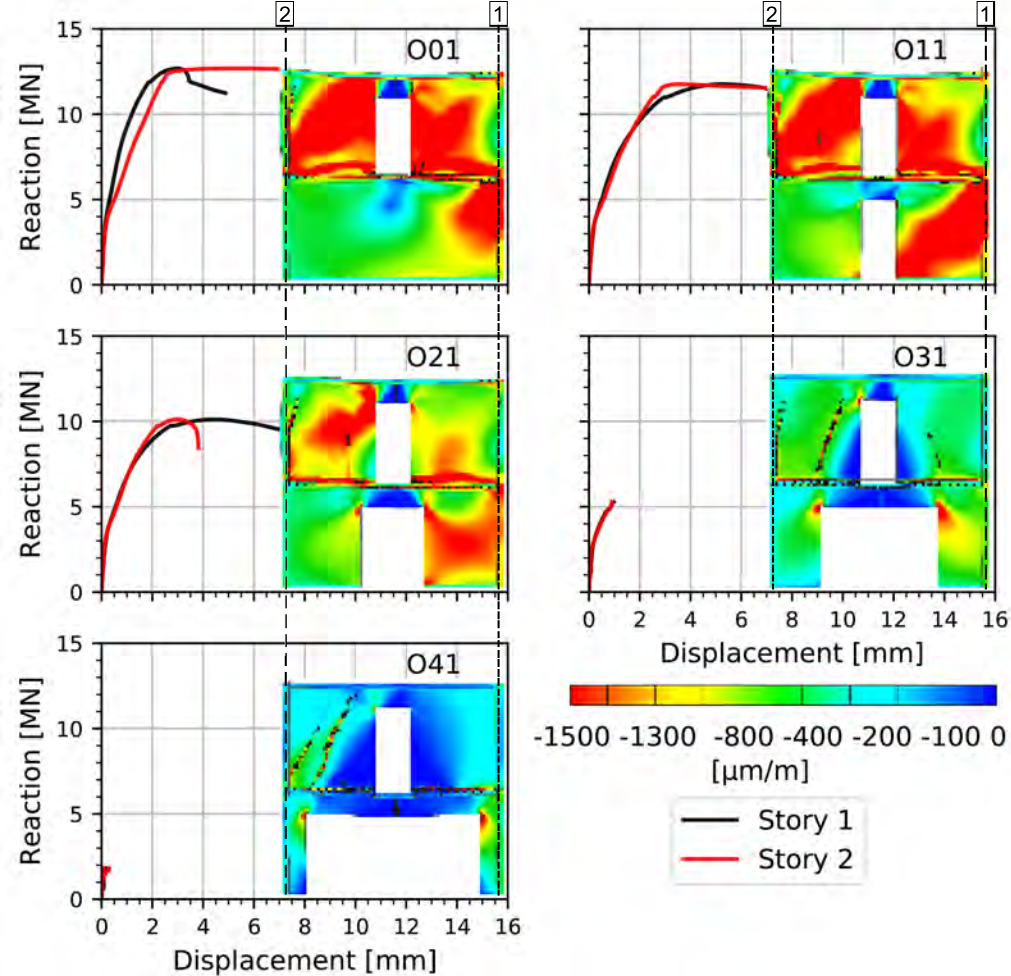 2 1 2 1
15 O01 15 O11
Reaction [MN]
10 10
5 5
0 0
15 O21 15 O31
Reaction [MN]
10 10
5 5
0 0
0 2 4 6 8 10 12 14 16
Displacement [mm]
15 O41
Reaction [MN]
10
5
0
0 2 4 6 8 10 12 14 16
Displacement [mm]
-1500 -1300 -800 -400 -200 -100 0
[µm/m]
Story 1
Story 2